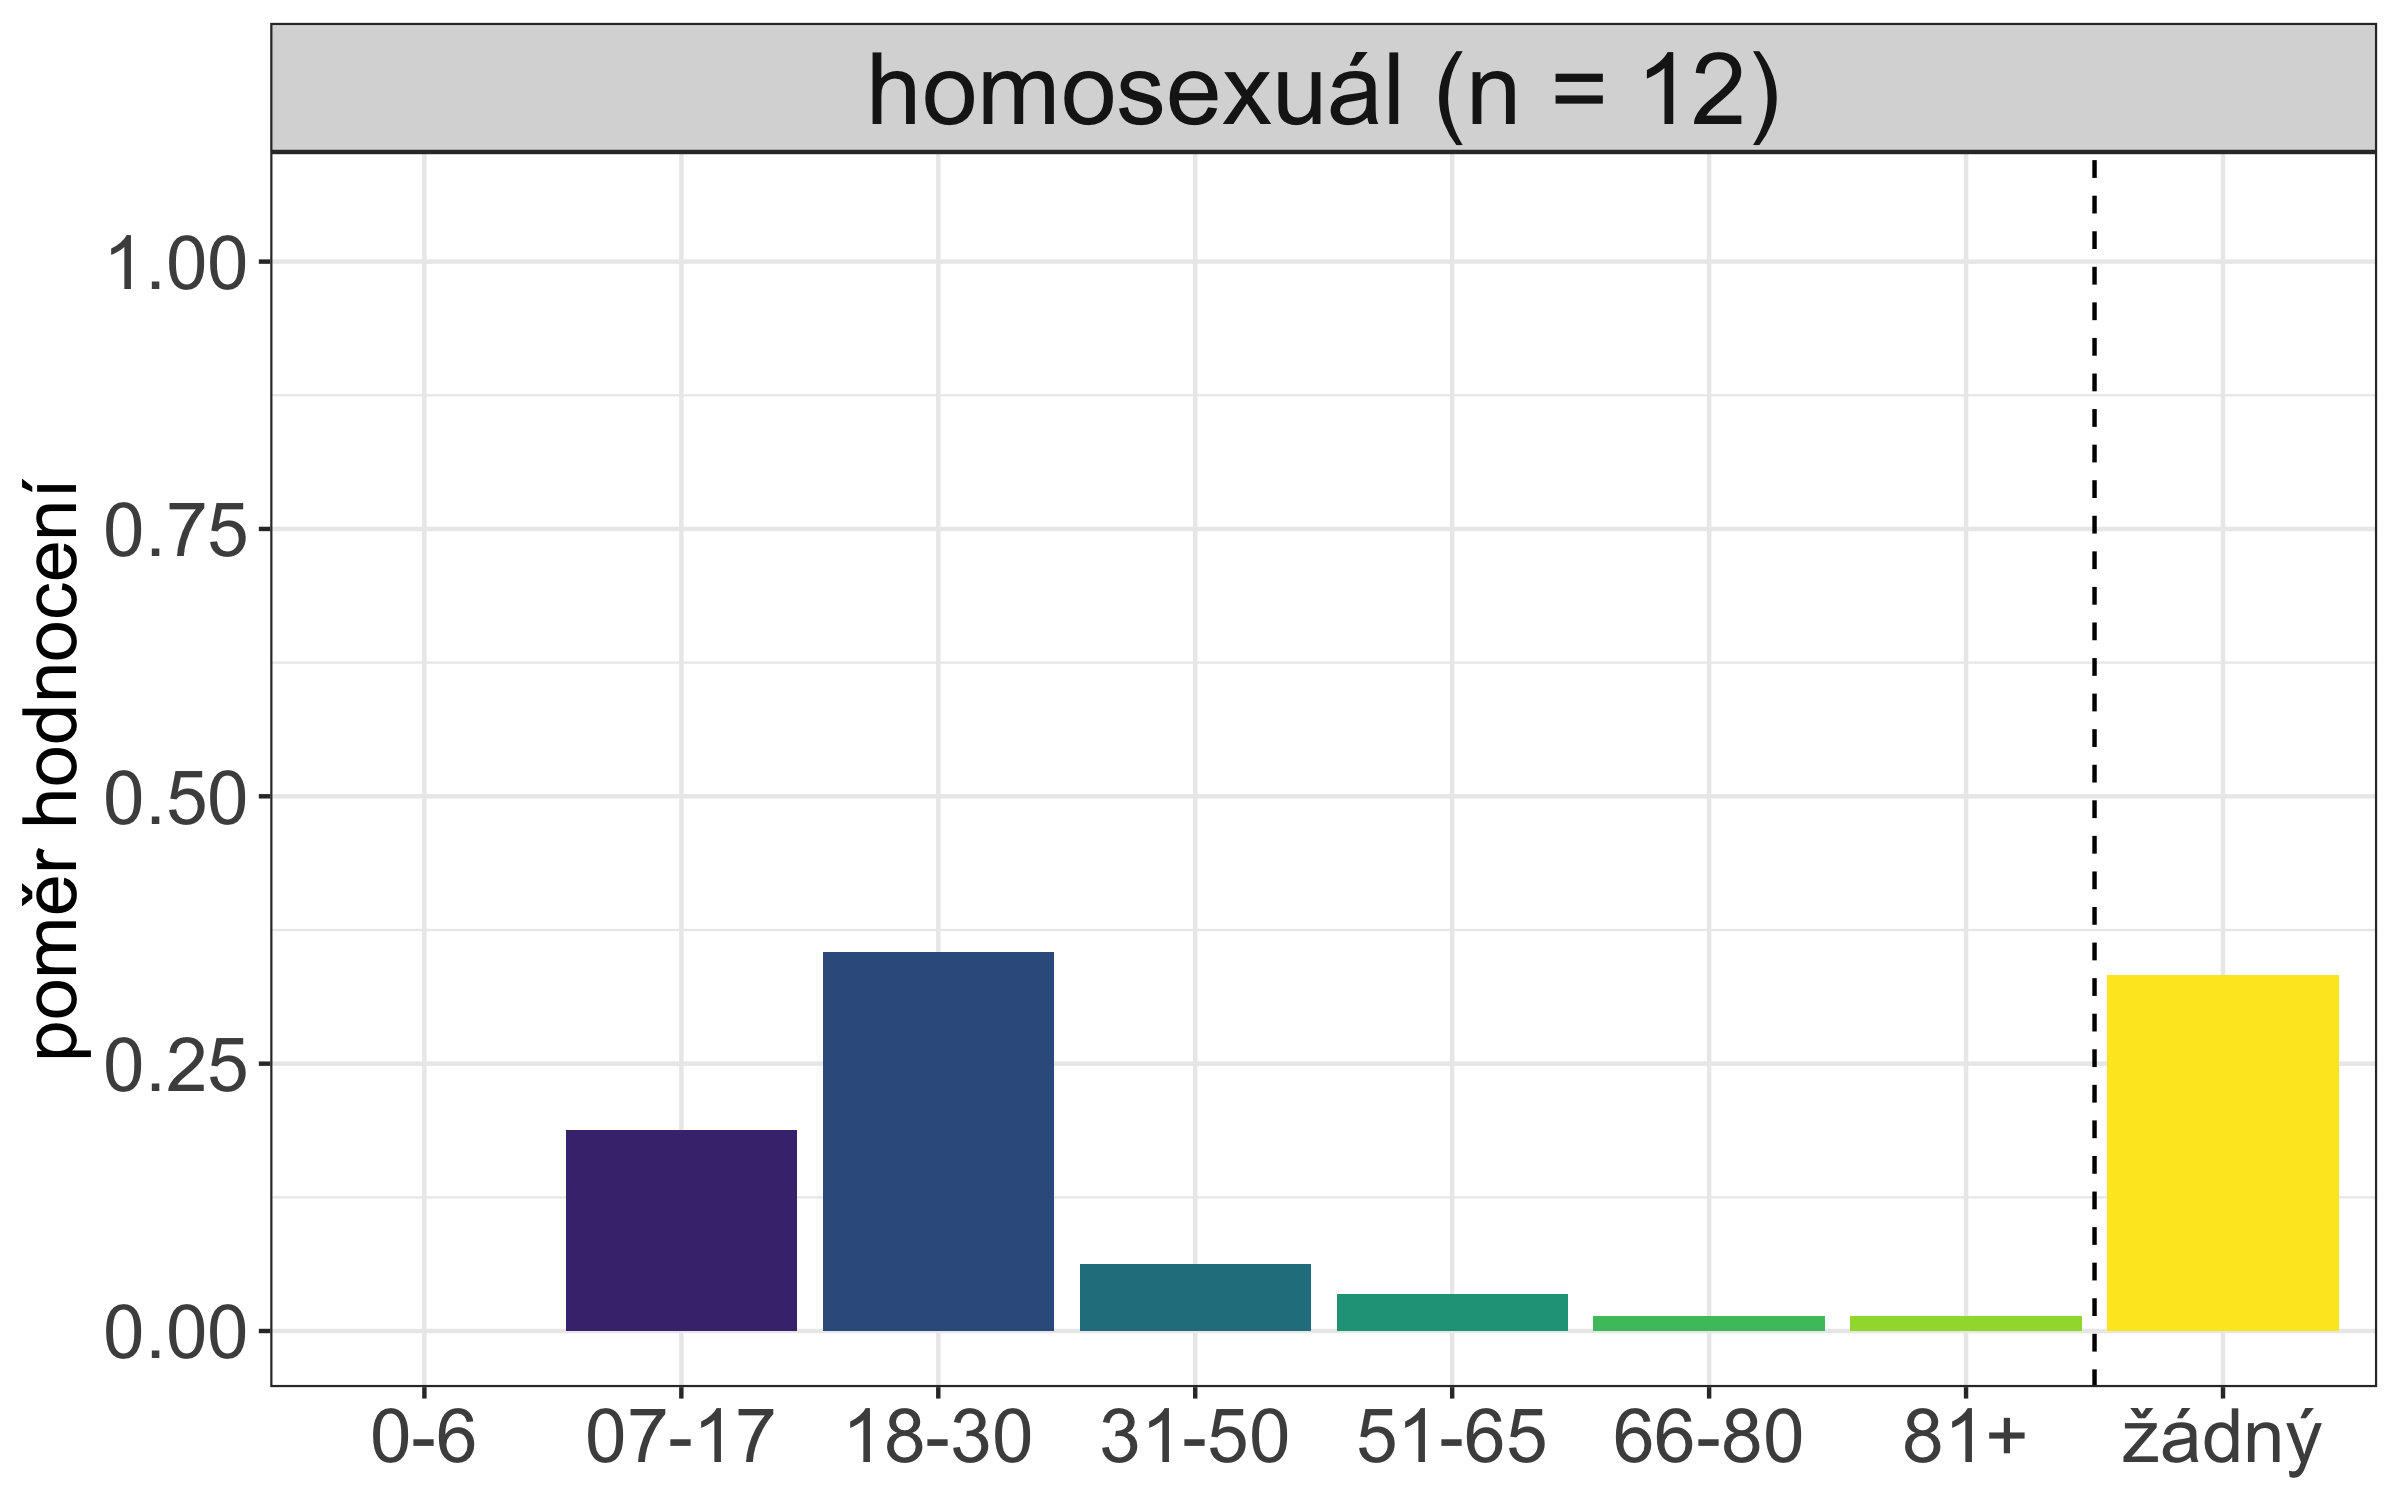 homosexuál (n = 12)
poměr hodnocení
1.00
0.75
0.50
0.25
0.00
0-6 07-17 18-30 31-50 51-65 66-80 81+ žádný